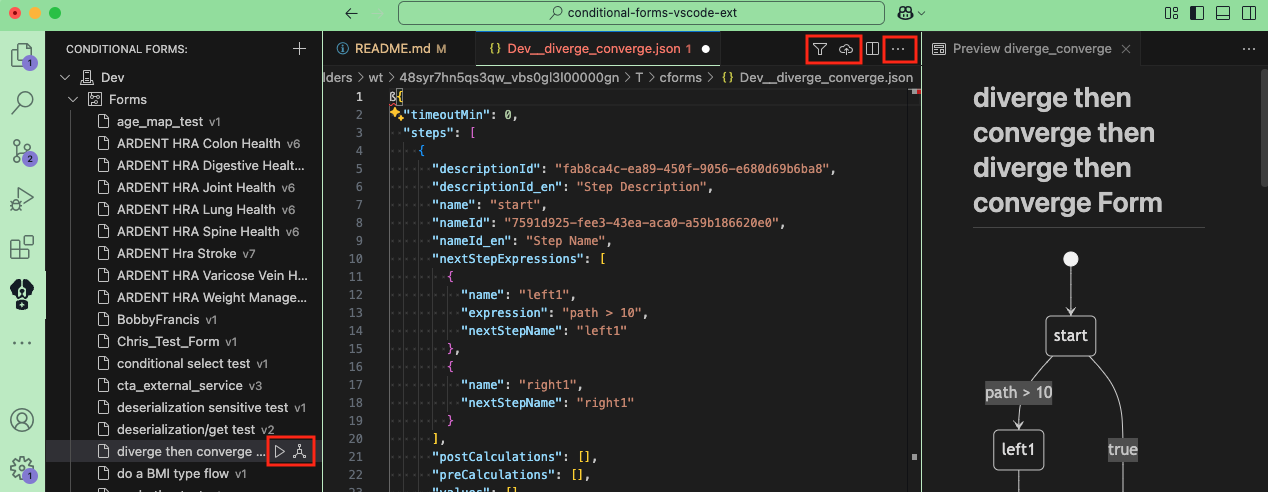 conditional-forms-vscode-ext
1
2
1
CONDITIONAL FORMS:
Dev
Forms
age_map_test v1
ARDENT HRA Colon Health v6
ARDENT HRA Digestive Healt...
ARDENT HRA Joint Health v6
ARDENT HRA Lung Health v6
ARDENT HRA Spine Health v6
ARDENT Hra Stroke v7
ARDENT HRA Varicose Vein H...
ARDENT HRA Weight Manage...
BobbyFrancis v1
Chris_Test_Form v1
conditional select test v1
cta_external_service v3
deserialization sensitive test v1
deserialization/get test v2
diverge then converge ...
do a BMI type flow v1
README.md M
{} Dev__diverge_converge.json 1
lders > wt > 48syr7hn5qs3qw_vbs0gl3l00000gn > T > cforms > {} Dev__diverge_converge.json
1 ß{
2 "timeoutMin": 0,
3 "steps": [
4 {
5 "descriptionId": "fab8ca4c-ea89-450f-9056-e680d69b6ba8",
6 "descriptionId_en": "Step Description",
7 "name": "start",
8 "nameId": "7591d925-fee3-43ea-aca0-a59b186620e0",
9 "nameId_en": "Step Name",
10 "nextStepExpressions": [
11 {
12 "name": "left1",
13 "expression": "path > 10",
14 "nextStepName": "left1"
15 },
16 {
17 "name": "right1",
18 "nextStepName": "right1"
19 }
20 ],
21 "postCalculations": [],
22 "preCalculations": [],
23 "values": []
Preview diverge_converge
diverge then
converge then
diverge then
converge Form
start
path > 10
left1
true